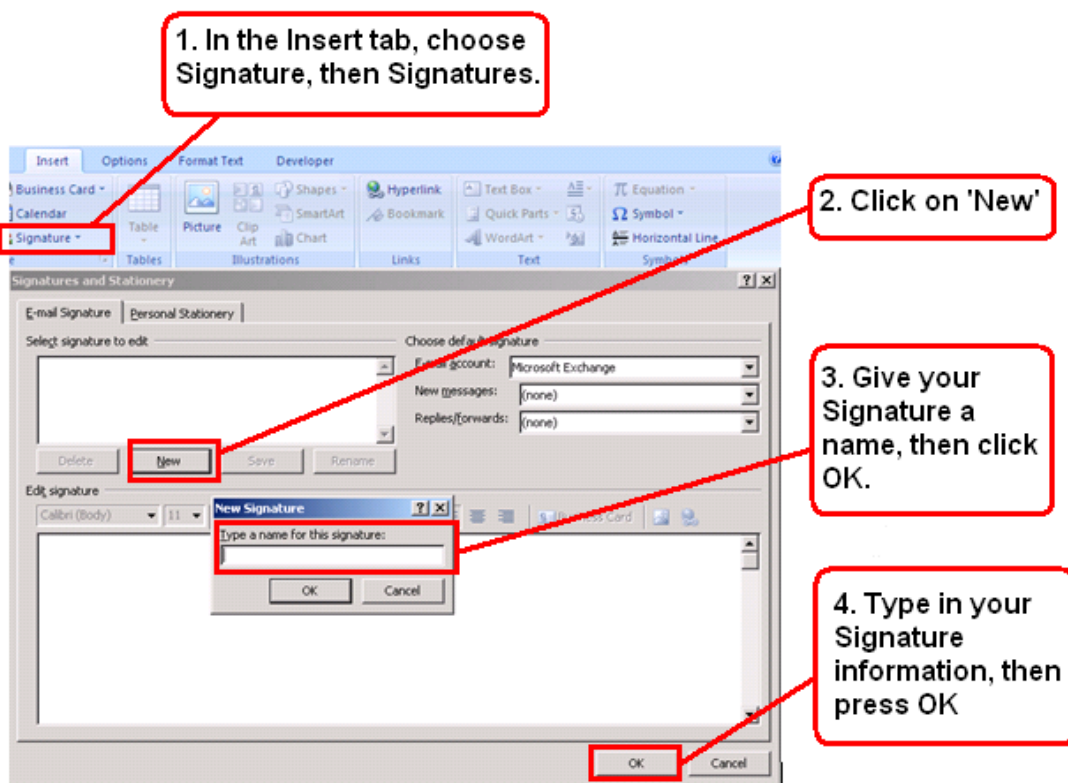 1. In the Insert tab, choose
Signature, then Signatures.
Insert Options Format Text Developer
Business Card
Calendar
Signature
Table
Tables
Picture
Clip
Art
Shapes
SmartArt
Chart
Illustrations
Hyperlink
Bookmark
Links
Text Box
Quick Parts
WordArt
Text
Equation
Symbol
Horizontal Line
Symbols
2. Click on 'New'
Signatures and Stationery
E-mail Signature Personal Stationery
Select signature to edit
Choose default signature
E-mail account: Microsoft Exchange
New messages: (none)
Replies/forwards: (none)
Delete New Save Rename
3. Give your
Signature a
name, then click
OK.
Edit signature
Calibri (Body) 11
Business Card
New Signature
Type a name for this signature:
OK Cancel
4. Type in your
Signature
information, then
press OK
OK Cancel